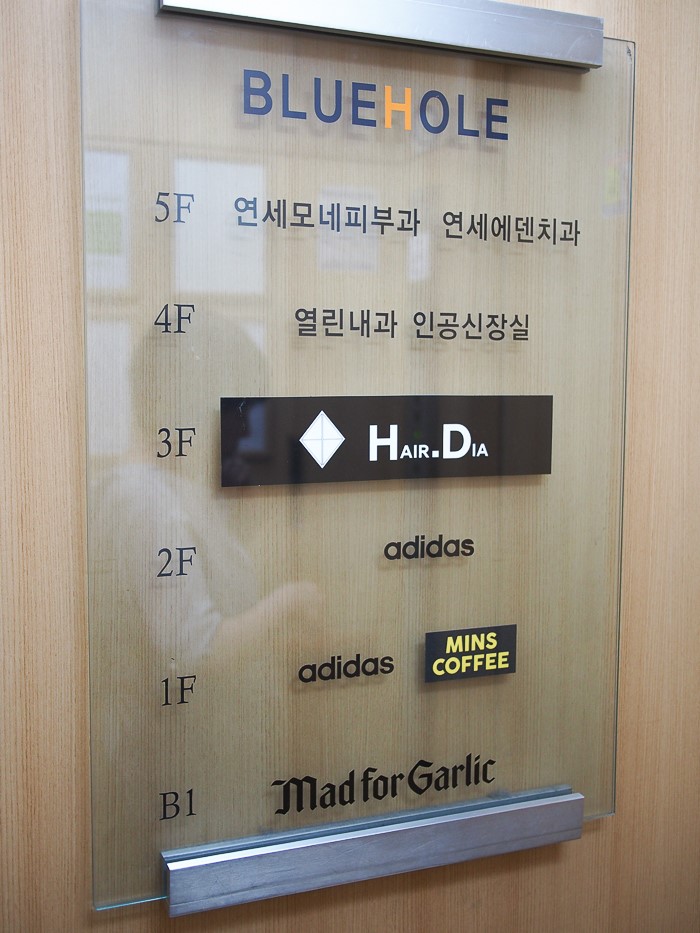 BLUEHOLE
5F 연세모네피부과 연세에덴치과
4F 열린내과 인공신장실
3F HAIR.DIA
2F adidas
1F adidas MINS COFFEE
B1 Mad for Garlic